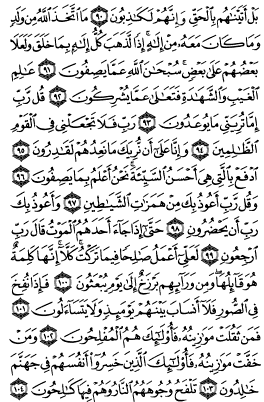 بَلْ أَتَيْنَٰهُم بِٱلْحَقِّ وَإِنَّهُمْ لَكَٰذِبُونَ ٩٠ مَا ٱتَّخَذَ ٱللَّهُ مِن وَلَدٍ
وَمَا كَانَ مَعَهُۥ مِنْ إِلَٰهٍ ۚ إِذًا لَّذَهَبَ كُلُّ إِلَٰهٍۭ بِمَا خَلَقَ وَلَعَلَا
بَعْضُهُمْ عَلَىٰ بَعْضٍ ۚ سُبْحَٰنَ ٱللَّهِ عَمَّا يَصِفُونَ ٩١ عَٰلِمِ
ٱلْغَيْبِ وَٱلشَّهَٰدَةِ فَتَعَٰلَىٰ عَمَّا يُشْرِكُونَ ٩٢ قُل رَّبِّ
إِمَّا تُرِيَنِّى مَا يُوعَدُونَ ٩٣ رَبِّ فَلَا تَجْعَلْنِى فِى ٱلْقَوْمِ
ٱلظَّٰلِمِينَ ٩٤ وَإِنَّا عَلَىٰٓ أَن نُّرِيَكَ مَا نَعِدُهُمْ لَقَٰدِرُونَ ٩٥
ٱدْفَعْ بِٱلَّتِى هِىَ أَحْسَنُ ٱلسَّيِّئَةَ ۚ نَحْنُ أَعْلَمُ بِمَا يَصِفُونَ ٩٦
وَقُل رَّبِّ أَعُوذُ بِكَ مِنْ هَمَزَٰتِ ٱلشَّيَٰطِينِ ٩٧ وَأَعُوذُ بِكَ
رَبِّ أَن يَحْضُرُونِ ٩٨ حَتَّىٰٓ إِذَا جَآءَ أَحَدَهُمُ ٱلْمَوْتُ قَالَ رَبِّ
ٱرْجِعُونِ ٩٩ لَعَلِّىٓ أَعْمَلُ صَٰلِحًا فِيمَا تَرَكْتُ ۚ كَلَّآ ۚ إِنَّهَا كَلِمَةٌ
هُوَ قَآئِلُهَا ۖ وَمِن وَرَآئِهِم بَرْزَخٌ إِلَىٰ يَوْمِ يُبْعَثُونَ ١٠٠ فَإِذَا نُفِخَ
فِى ٱلصُّورِ فَلَآ أَنسَابَ بَيْنَهُمْ يَوْمَئِذٍ وَلَا يَتَسَآءَلُونَ ١٠١
فَمَن ثَقُلَتْ مَوَٰزِينُهُۥ فَأُو۟لَٰٓئِكَ هُمُ ٱلْمُفْلِحُونَ ١٠٢ وَمَنْ
خَفَّتْ مَوَٰزِينُهُۥ فَأُو۟لَٰٓئِكَ ٱلَّذِينَ خَسِرُوٓا۟ أَنفُسَهُمْ فِى جَهَنَّمَ
خَٰلِدُونَ ١٠٣ تَلْفَحُ وُجُوهَهُمُ ٱلنَّارُ وَهُمْ فِيهَا كَٰلِحُونَ ١٠٤